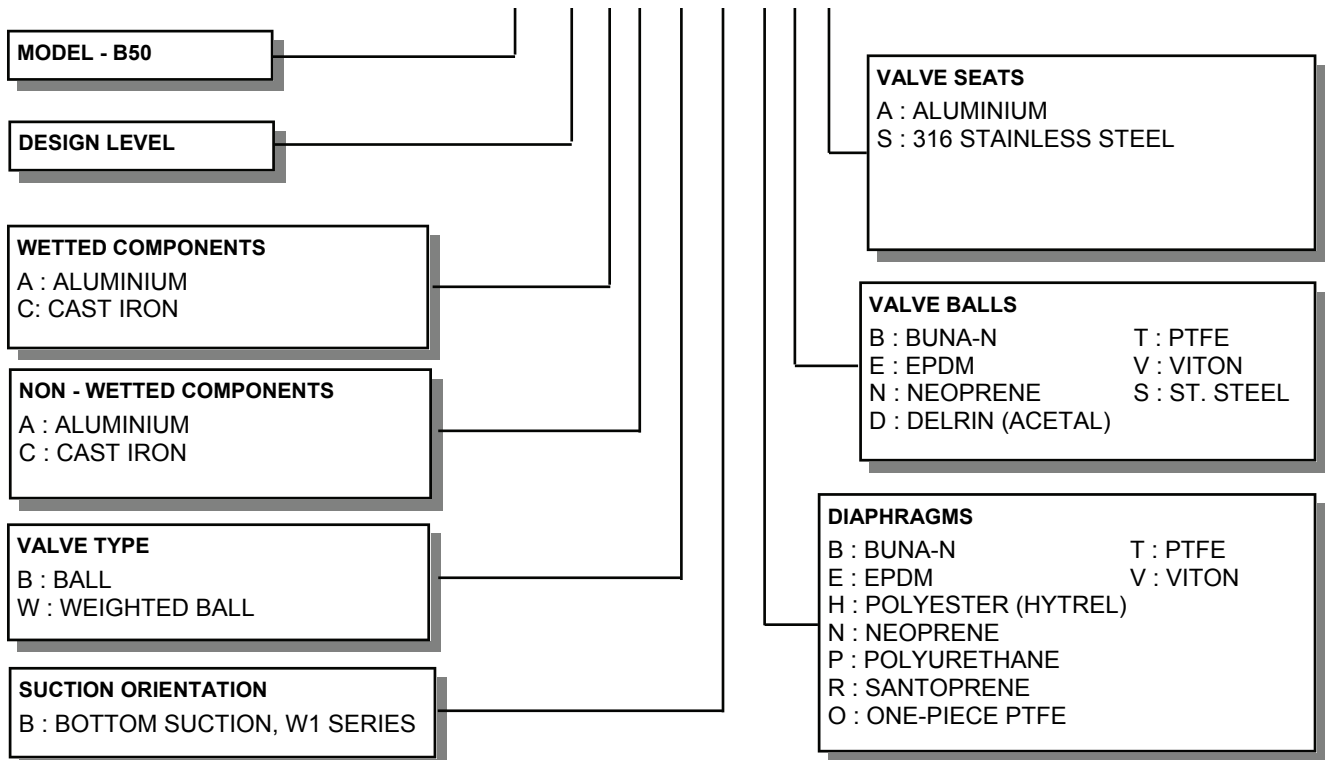 MODEL - B50
DESIGN LEVEL
WETTED COMPONENTS
A : ALUMINIUM
C: CAST IRON
NON - WETTED COMPONENTS
A : ALUMINIUM
C : CAST IRON
VALVE TYPE
B : BALL
W : WEIGHTED BALL
SUCTION ORIENTATION
B : BOTTOM SUCTION, W1 SERIES
VALVE SEATS
A : ALUMINIUM
S : 316 STAINLESS STEEL
VALVE BALLS
B : BUNA-N T : PTFE
E : EPDM V : VITON
N : NEOPRENE S : ST. STEEL
D : DELRIN (ACETAL)
DIAPHRAGMS
B : BUNA-N T : PTFE
E : EPDM V : VITON
H : POLYESTER (HYTREL)
N : NEOPRENE
P : POLYURETHANE
R : SANTOPRENE
O : ONE-PIECE PTFE